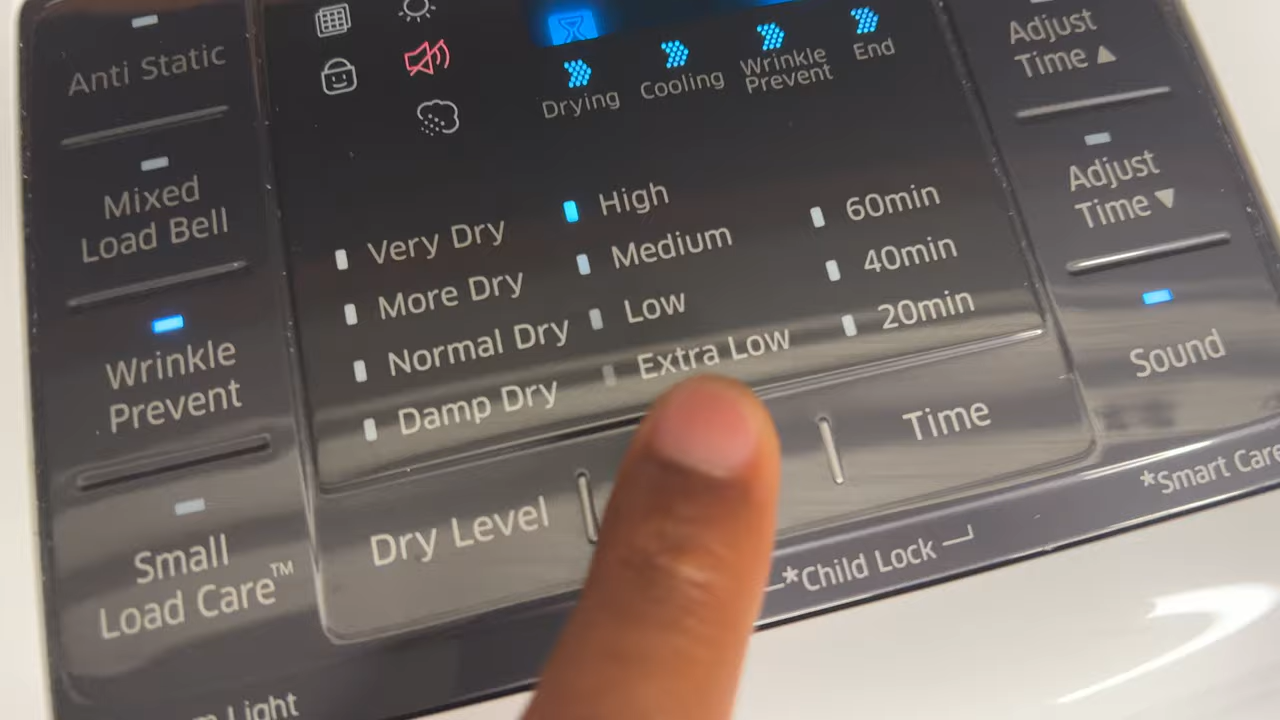 Anti Static
Mixed
Load Bell
Wrinkle
Prevent
Small
Load Care™
Light
Drying
Cooling
Wrinkle
Prevent
End
Very Dry
More Dry
Normal Dry
Damp Dry
High
Medium
Low
Extra Low
60min
40min
20min
Dry Level
Time
Adjust
Time ▲
Adjust
Time ▼
Sound
*Smart Care
*Child Lock